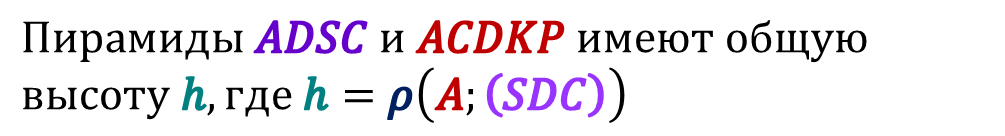 Пирамиды ADSC и ACDKP имеют общую
высоту h, где h = ρ(A; (SDC))